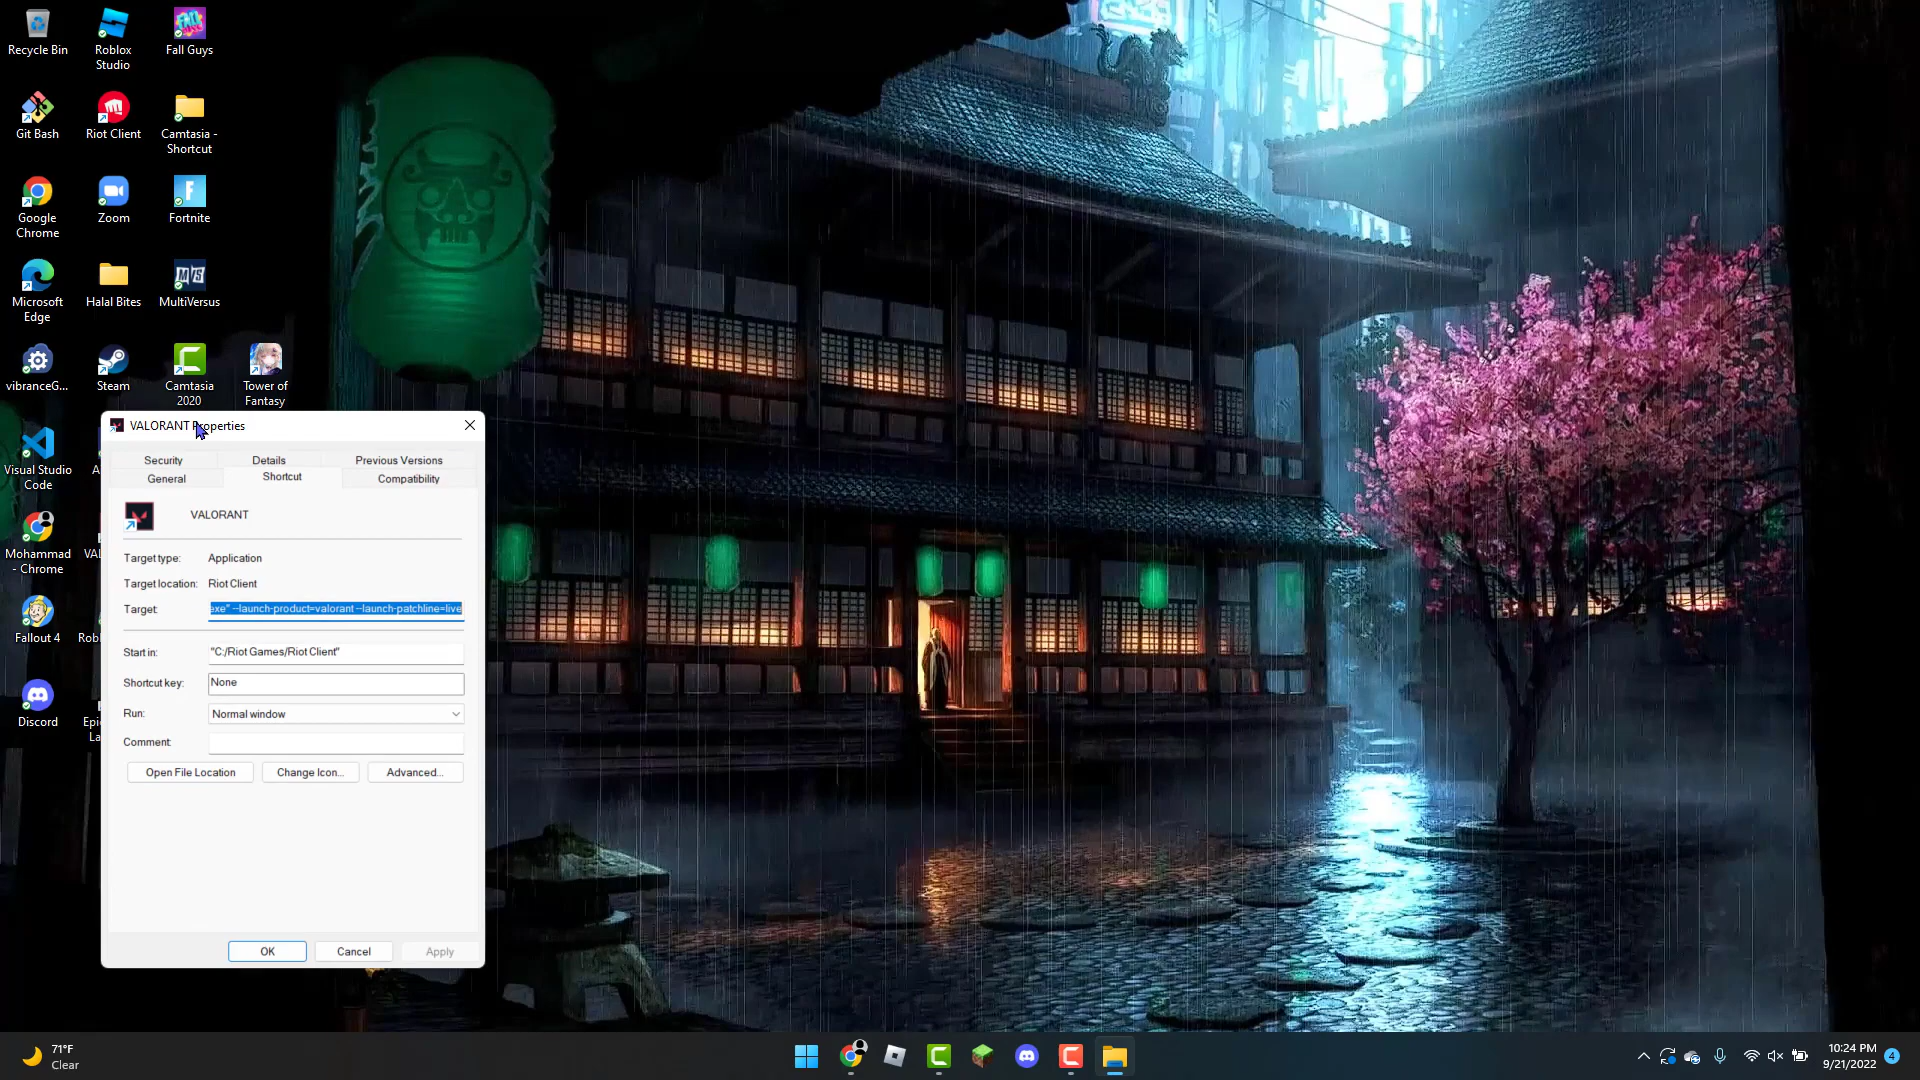 Recycle Bin
Roblox
Studio
Fall Guys
Git Bash
Riot Client
Camtasia -
Shortcut
Google
Chrome
Zoom
Fortnite
Microsoft
Edge
Halal Bites
MultiVersus
vibranceG...
Steam
Camtasia
2020
Tower of
Fantasy
Visual Studio
Code
Mohammad
- Chrome
Fallout 4
Discord
VALORANT Properties
Security
Details
Previous Versions
General
Shortcut
Compatibility
VALORANT
Target type:
Application
Target location:
Riot Client
Target:
exe" --launch-product=valorant --launch-patchline=live
Start in:
"C:/Riot Games/Riot Client"
Shortcut key:
None
Run:
Normal window
Comment:
Open File Location
Change Icon...
Advanced...
OK
Cancel
Apply
71°F
Clear
10:24 PM
9/21/2022
4